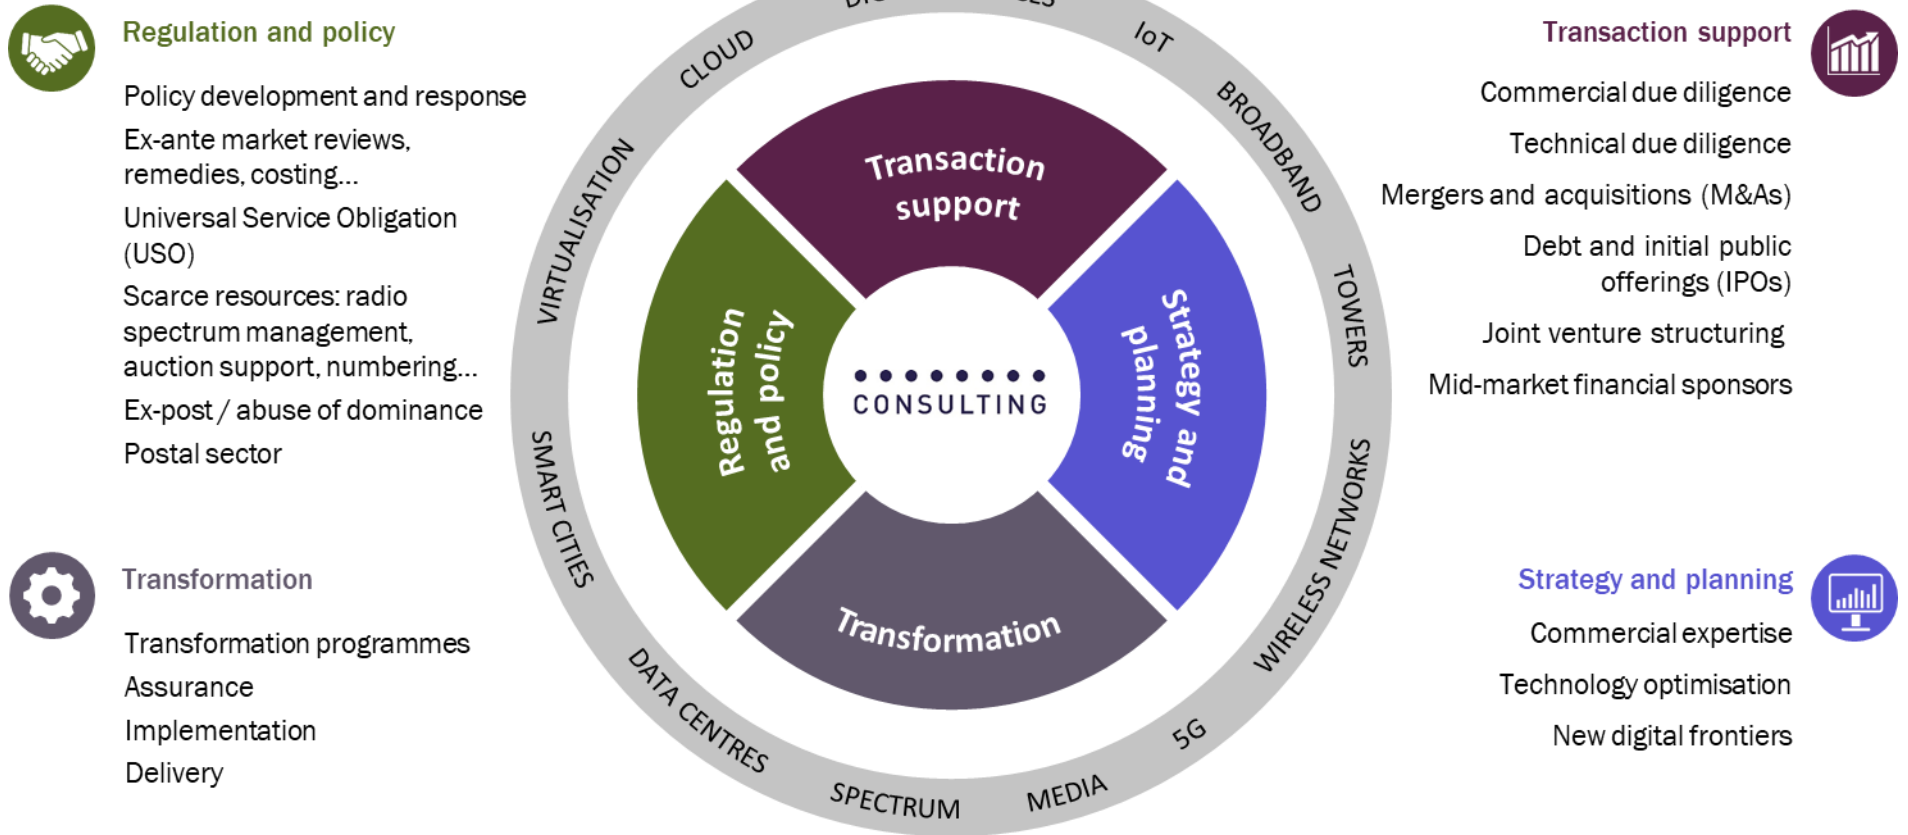 Regulation and policy
Policy development and response
Ex-ante market reviews,
remedies, costing...
Universal Service Obligation
(USO)
Scarce resources: radio
spectrum management,
auction support, numbering...
Ex-post / abuse of dominance
Postal sector
Transformation
Transformation programmes
Assurance
Implementation
Delivery
CLOUD
IoT
BROADBAND
TOWERS
WIRELESS NETWORKS
5G
MEDIA
SPECTRUM
DATA CENTRES
SMART CITIES
VIRTUALISATION
Transaction
support
Strategy and
planning
Transformation
Regulation
and policy
CONSULTING
Transaction support
Commercial due diligence
Technical due diligence
Mergers and acquisitions (M&As)
Debt and initial public
offerings (IPOs)
Joint venture structuring
Mid-market financial sponsors
Strategy and planning
Commercial expertise
Technology optimisation
New digital frontiers